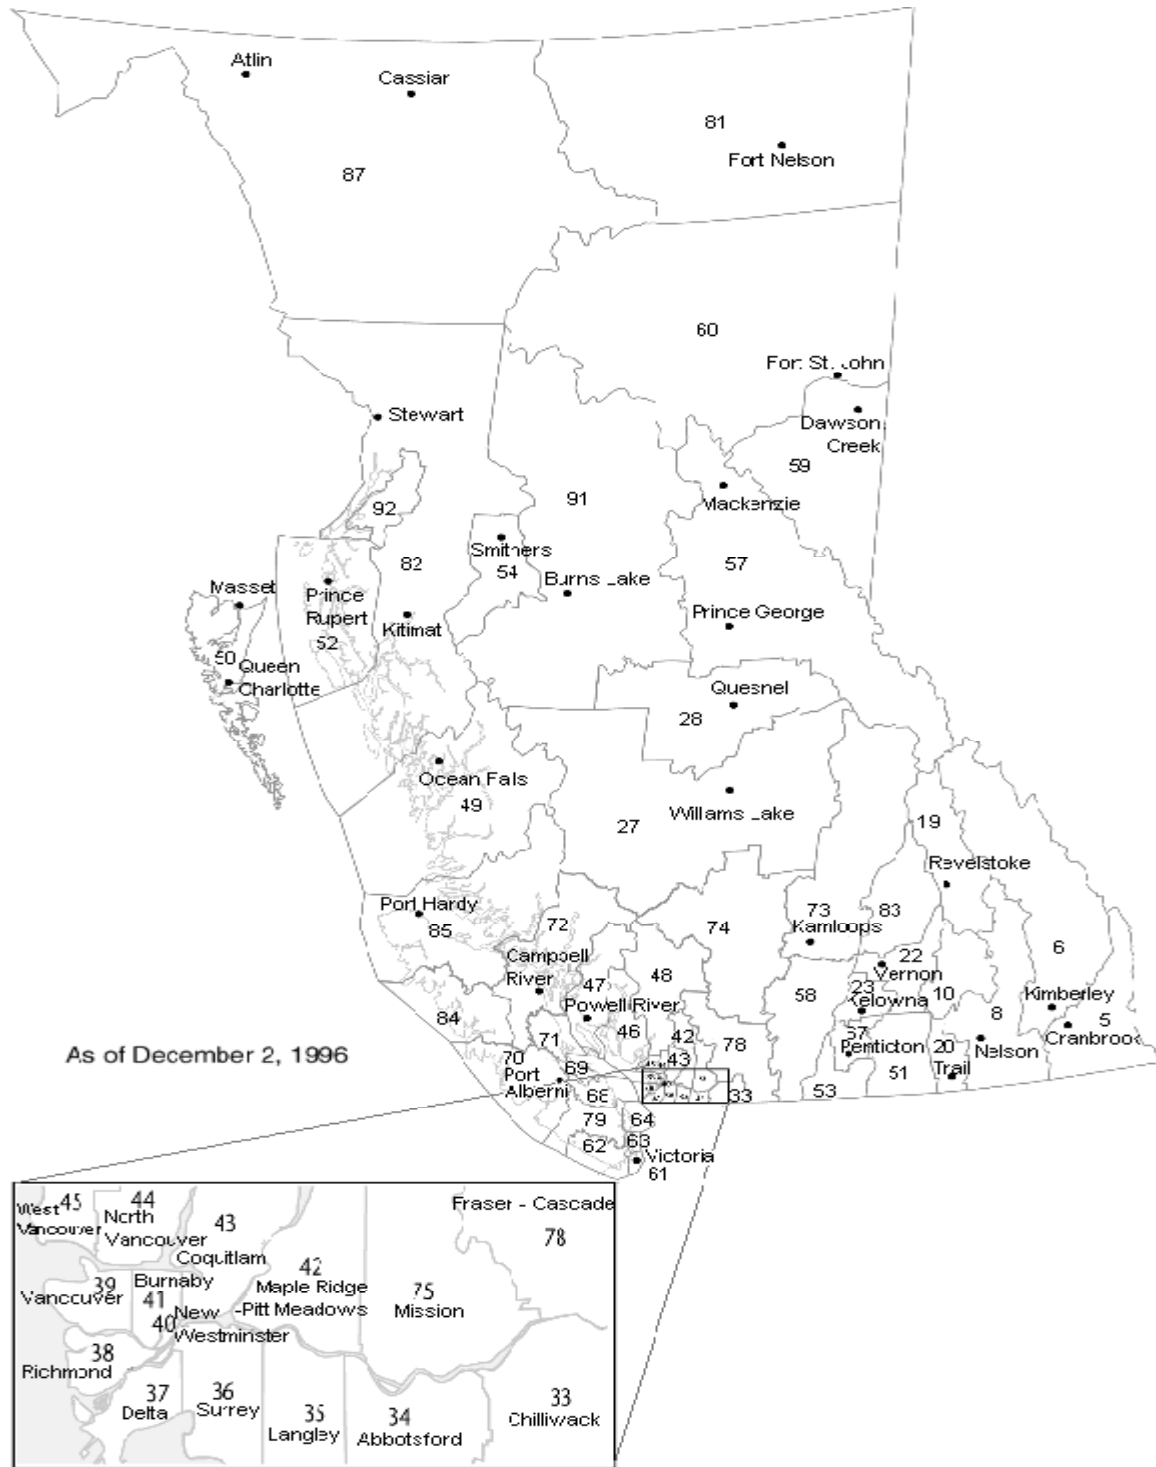 Atlin
Cassiar
81
Fort Nelson
87
60
Fort St. John
Stewart
Dawson
Creek
59
91
Mackenzie
92
82
Smithers
54
57
Burns Lake
Masset
Prince
Rupert
52
Kitimat
Prince George
50
Queen
Charlotte
Quesnel
28
Ocean Falls
49
Willams Lake
27
19
Revelstoke
Port Hardy
85
72
74
73
Kamloops
83
6
Campbell
River
47
48
22
Vernon
58
23
Kelowna
10
Kimberley
8
5
Cranbrook
Powell River
84
71
46
42
78
57
Penticton
20
Nelson
As of December 2, 1996
70
Port
Alberni
69
43
51
Trail
68
33
53
79
64
62
63
Victoria
61
45
West
Vancouver
44
North
Vancouver
43
Coquitlam
Fraser - Cascade
78
39
Vancouver
Burnaby
41
40
New
Westminster
42
Maple Ridge
-Pitt Meadows
75
Mission
38
Richmond
37
Delta
36
Surrey
35
Langley
34
Abbotsford
33
Chilliwack